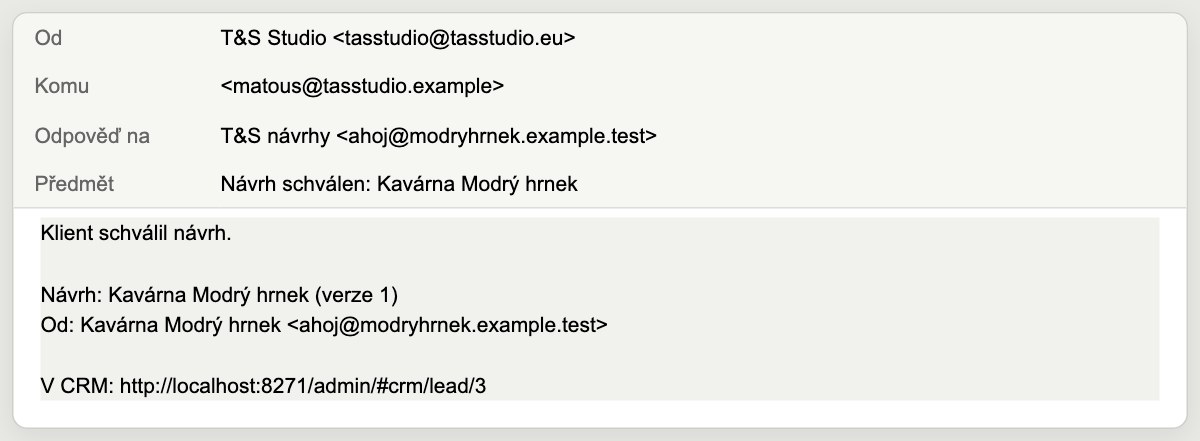 Od T&S Studio <tasstudio@tasstudio.eu>
Komu <matous@tasstudio.example>
Odpověď na T&S návrhy <ahoj@modryhrnek.example.test>
Předmět Návrh schválen: Kavárna Modrý hrnek
Klient schválil návrh.
Návrh: Kavárna Modrý hrnek (verze 1)
Od: Kavárna Modrý hrnek <ahoj@modryhrnek.example.test>
V CRM: http://localhost:8271/admin/#crm/lead/3